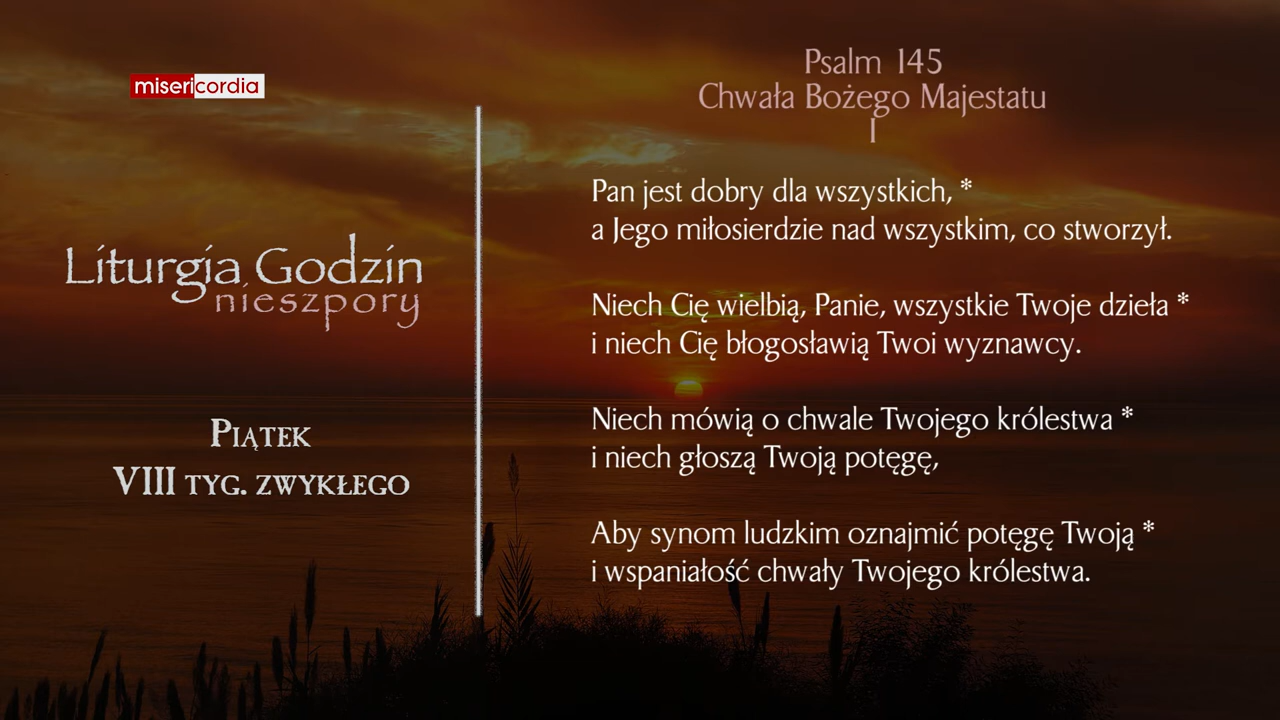 misericordia
Liturgia Godzin
nieszpory
Piątek
VIII tyg. zwykłego
Psalm 145
Chwała Bożego Majestatu
I
Pan jest dobry dla wszystkich, *
a Jego miłosierdzie nad wszystkim, co stworzył.
Niech Cię wielbią, Panie, wszystkie Twoje dzieła *
i niech Cię błogosławią Twoi wyznawcy.
Niech mówią o chwale Twojego królestwa *
i niech głoszą Twoją potęgę,
Aby synom ludzkim oznajmić potęgę Twoją *
i wspaniałość chwały Twojego królestwa.